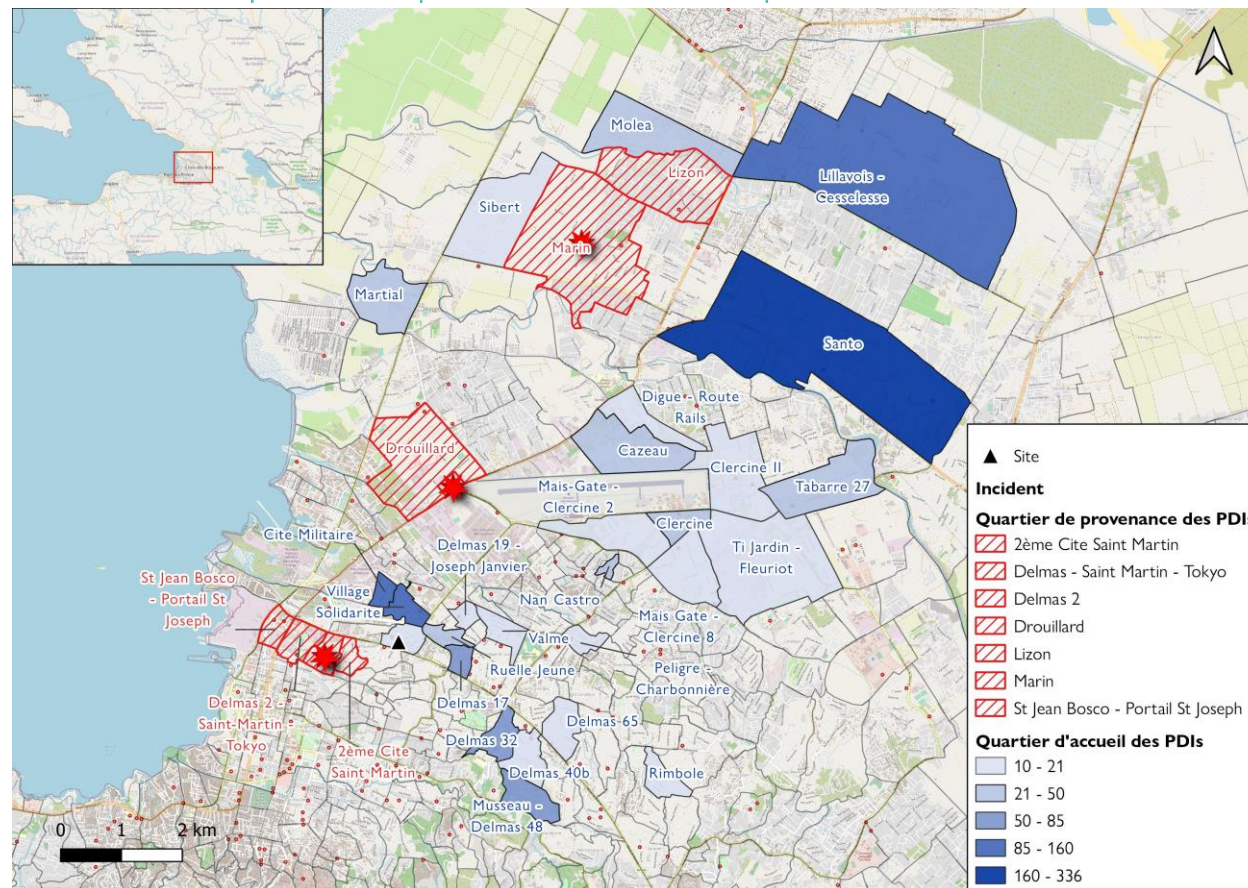 Molea
Lizon
Lillavois -
Cesselesse
Sibert
Marin
Martial
Santo
Digue - Route
Rails
Drouillard
Cazeau
Clercine II
Tabarre 27
Mais-Gate -
Clercine 2
Cite Militaire
Clercine
Delmas 19 -
Joseph Janvier
Ti Jardin -
Fleuriot
St Jean Bosco
- Portail St
Joseph
Village
Solidarite
Nan Castro
Mais Gate -
Clercine 8
Valme
Ruelle Jeune
Peligre -
Charbonnière
Delmas 17
Delmas 2 -
Saint-Martin -
Tokyo
Delmas 65
Delmas 32
2ème Cite
Saint Martin
Delmas 40b
Rimbole
Musseau -
Delmas 48
0 1 2 km
Site
Incident
Quartier de provenance des PDIs
2ème Cite Saint Martin
Delmas - Saint Martin - Tokyo
Delmas 2
Drouillard
Lizon
Marin
St Jean Bosco - Portail St Joseph
Quartier d'accueil des PDIs
10 - 21
21 - 50
50 - 85
85 - 160
160 - 336